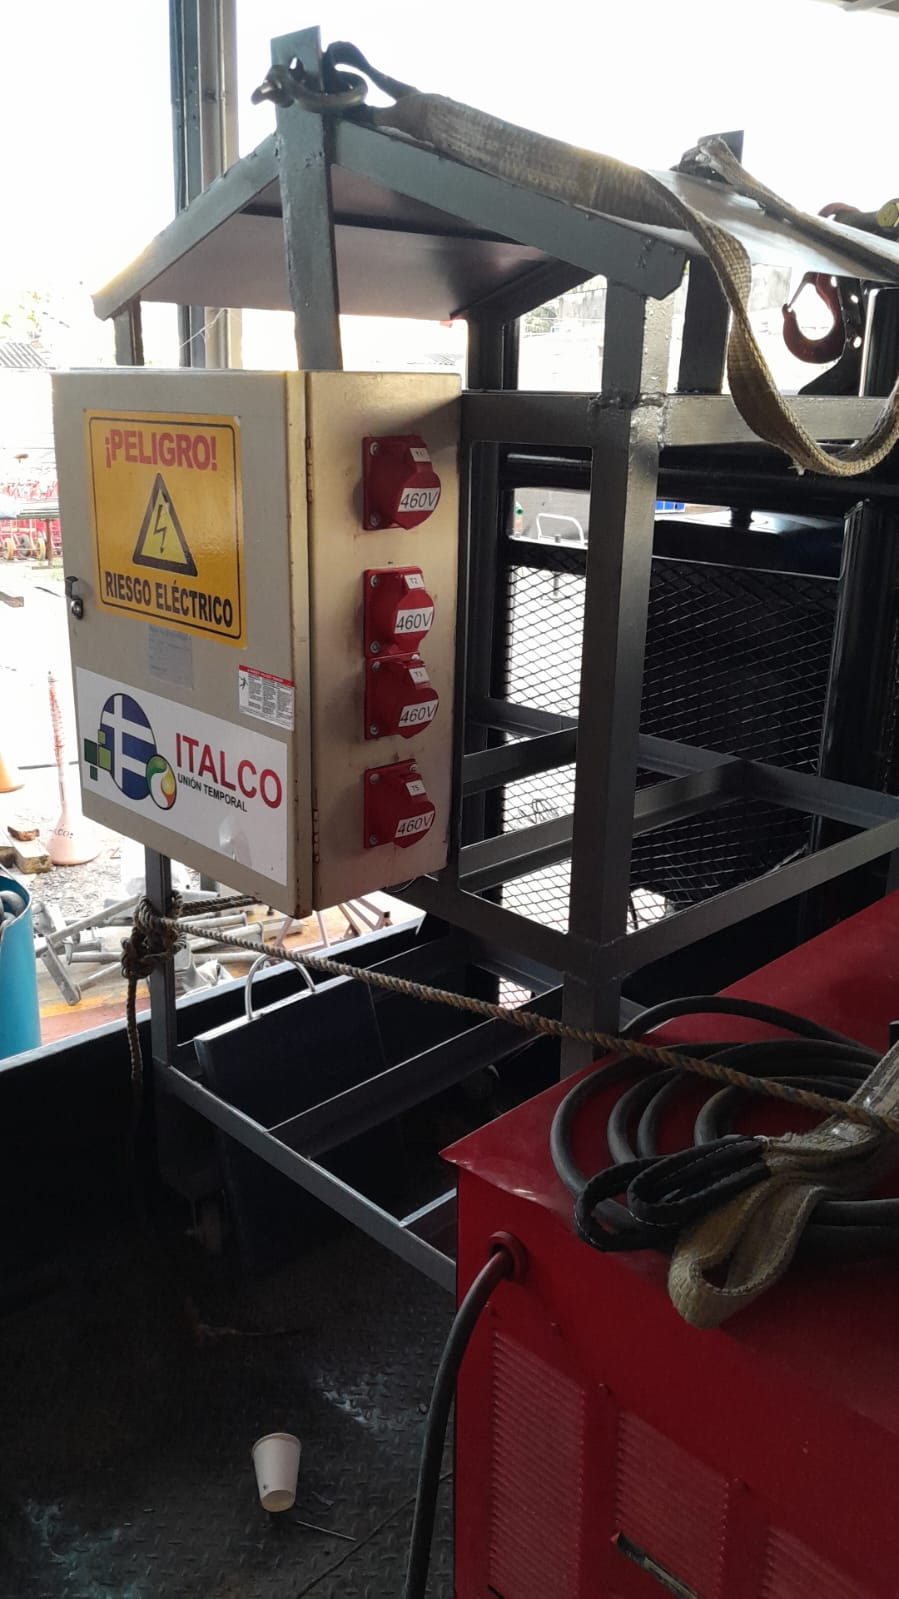 ¡PELIGRO!
RIESGO ELÉCTRICO
ITALCO
UNIÓN TEMPORAL
T1
460V
T2
460V
T3
460V
T5
460V